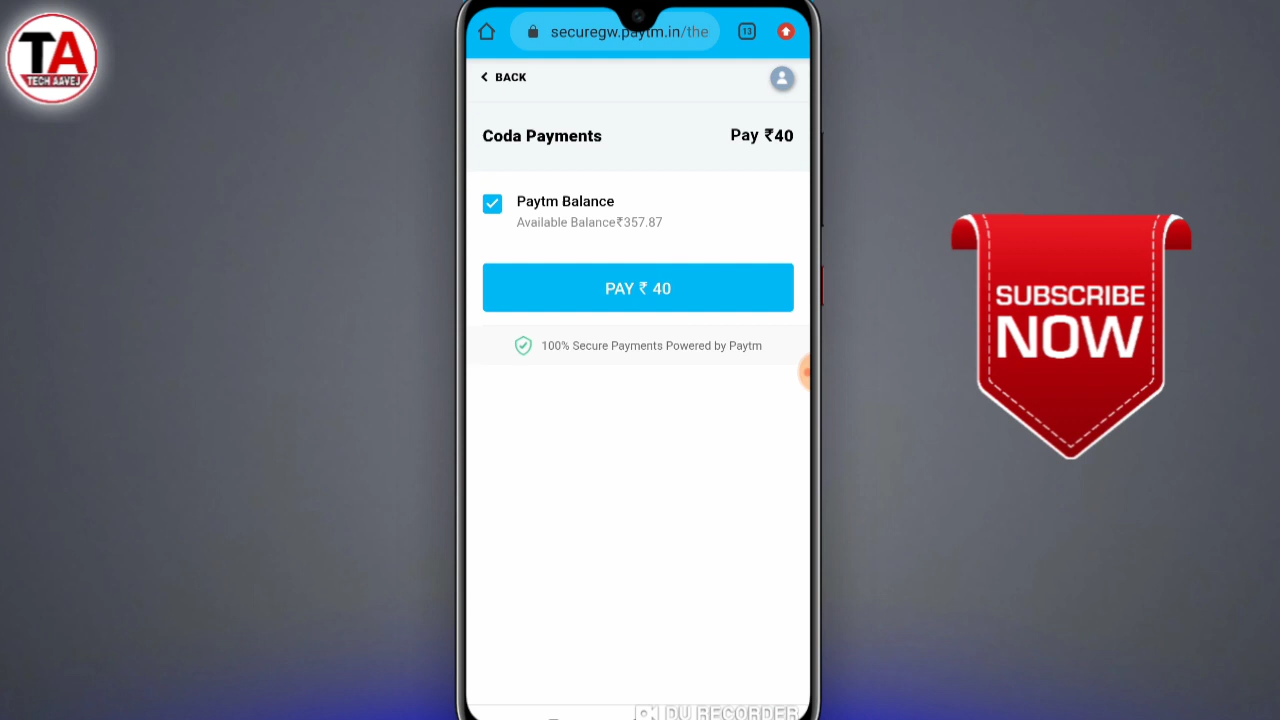 TA
TECH AAVEJ
securegw.paytm.in/the
13
BACK
Coda Payments
Pay ₹40
Paytm Balance
Available Balance₹357.87
PAY ₹ 40
100% Secure Payments Powered by Paytm
SUBSCRIBE
NOW
DU RECORDER